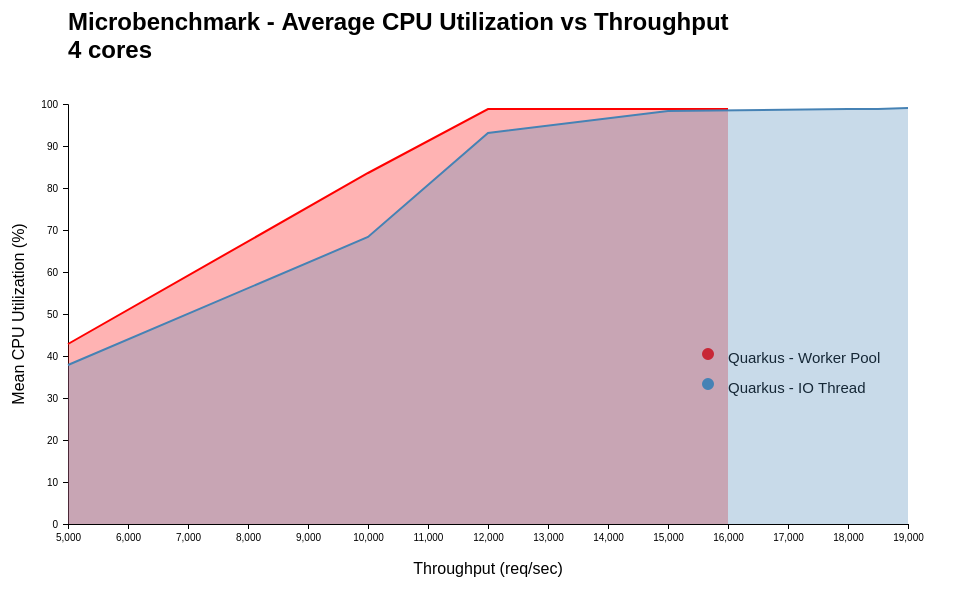 Microbenchmark - Average CPU Utilization vs Throughput
4 cores
Mean CPU Utilization (%)
100
90
80
70
60
50
40
30
20
10
0
Quarkus - Worker Pool
Quarkus - IO Thread
5,000 6,000 7,000 8,000 9,000 10,000 11,000 12,000 13,000 14,000 15,000 16,000 17,000 18,000 19,000
Throughput (req/sec)